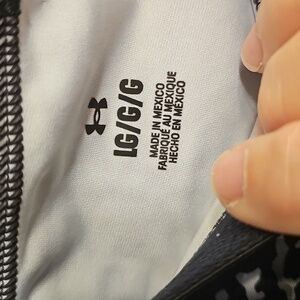 LG/G/G
MADE IN MEXICO
FABRIQUÉ AU MEXIQUE
HECHO EN MÉXICO